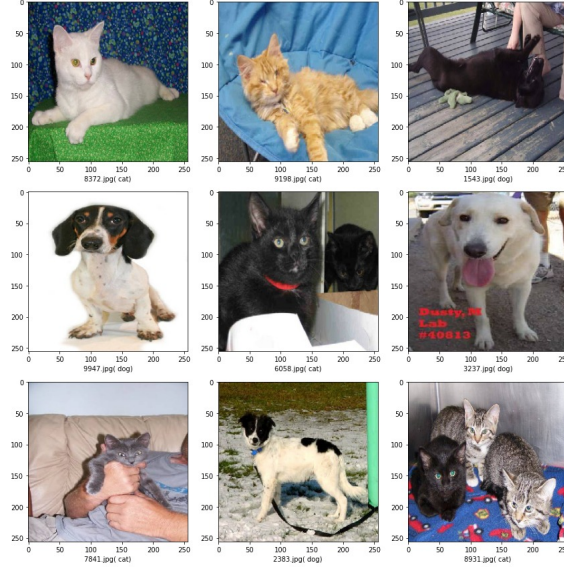 0
50
100
150
200
250
0 50 100 150 200 250
8372.jpg( cat)
0
50
100
150
200
250
0 50 100 150 200 250
9198.jpg( cat)
0
50
100
150
200
250
0 50 100 150 200 250
1543.jpg( dog)
0
50
100
150
200
250
0 50 100 150 200 250
9947.jpg( dog)
0
50
100
150
200
250
0 50 100 150 200 250
6058.jpg( cat)
0
50
100
150
200
250
Dusty, M
Lab
#40813
0 50 100 150 200 250
3237.jpg( dog)
0
50
100
150
200
250
0 50 100 150 200 250
7841.jpg( cat)
0
50
100
150
200
250
0 50 100 150 200 250
2383.jpg( dog)
0
50
100
150
200
250
0 50 100 150 200 250
8931.jpg( cat)